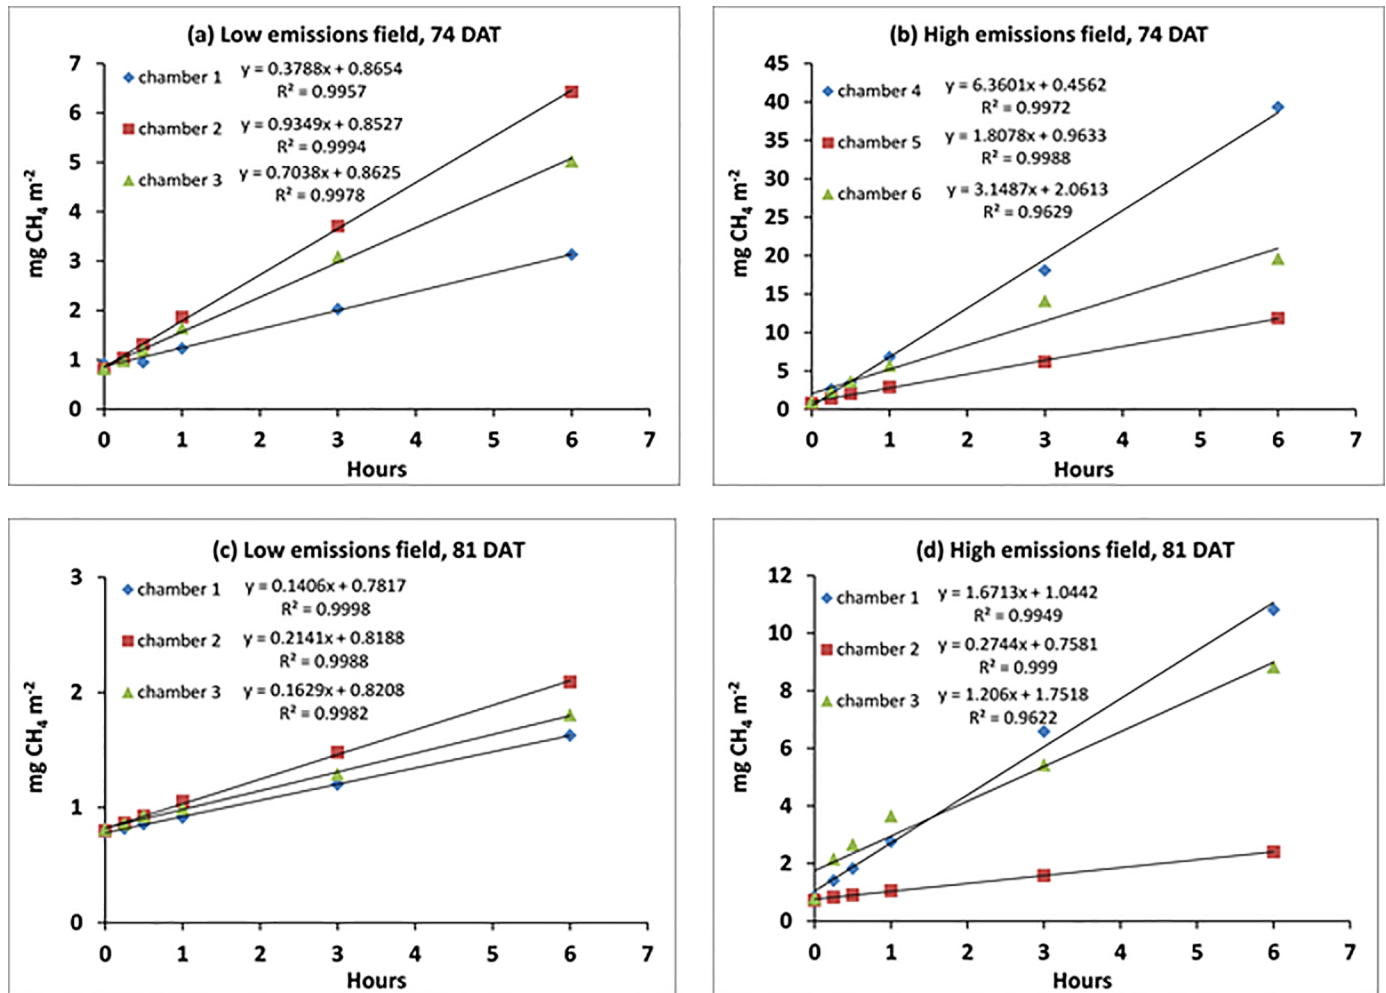 (a) Low emissions field, 74 DAT
mg CH₄ m⁻²
7
6
5
4
3
2
1
0
chamber 1 y = 0.3788x + 0.8654
R² = 0.9957
chamber 2 y = 0.9349x + 0.8527
R² = 0.9994
chamber 3 y = 0.7038x + 0.8625
R² = 0.9978
0 1 2 3 4 5 6 7
Hours
(b) High emissions field, 74 DAT
mg CH₄ m⁻²
45
40
35
30
25
20
15
10
5
0
chamber 4 y = 6.3601x + 0.4562
R² = 0.9972
chamber 5 y = 1.8078x + 0.9633
R² = 0.9988
chamber 6 y = 3.1487x + 2.0613
R² = 0.9629
0 1 2 3 4 5 6 7
Hours
(c) Low emissions field, 81 DAT
mg CH₄ m⁻²
3
2
1
0
chamber 1 y = 0.1406x + 0.7817
R² = 0.9998
chamber 2 y = 0.2141x + 0.8188
R² = 0.9988
chamber 3 y = 0.1629x + 0.8208
R² = 0.9982
0 1 2 3 4 5 6 7
Hours
(d) High emissions field, 81 DAT
mg CH₄ m⁻²
12
10
8
6
4
2
0
chamber 1 y = 1.6713x + 1.0442
R² = 0.9949
chamber 2 y = 0.2744x + 0.7581
R² = 0.999
chamber 3 y = 1.206x + 1.7518
R² = 0.9622
0 1 2 3 4 5 6 7
Hours